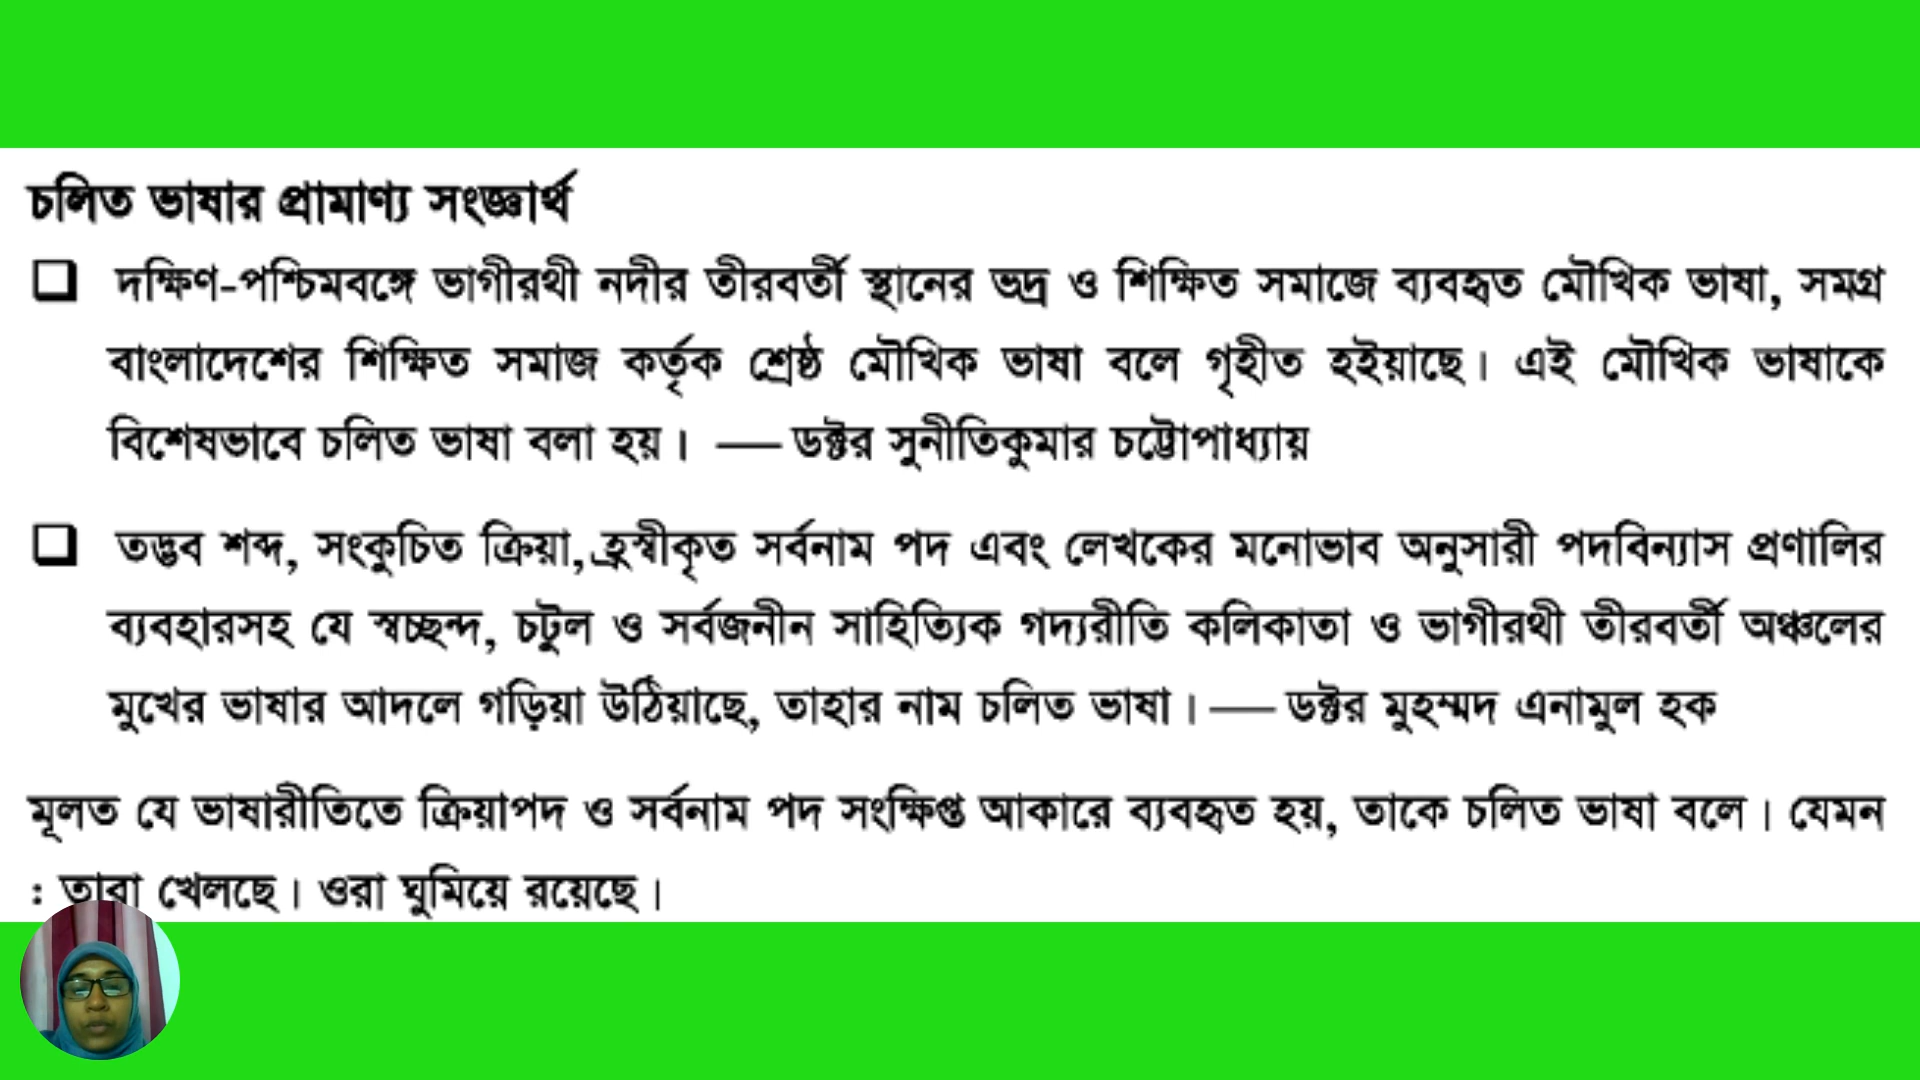 চলিত ভাষার প্রামাণ্য সংজ্ঞার্থ
দক্ষিণ-পশ্চিমবঙ্গে ভাগীরথী নদীর তীরবর্তী স্থানের ভদ্র ও শিক্ষিত সমাজে ব্যবহৃত মৌখিক ভাষা, সমগ্র
বাংলাদেশের শিক্ষিত সমাজ কর্তৃক শ্রেষ্ঠ মৌখিক ভাষা বলে গৃহীত হইয়াছে। এই মৌখিক ভাষাকে
বিশেষভাবে চলিত ভাষা বলা হয়। — ডক্টর সুনীতিকুমার চট্টোপাধ্যায়
তদ্ভব শব্দ, সংকুচিত ক্রিয়া, হ্রস্বীকৃত সর্বনাম পদ এবং লেখকের মনোভাব অনুসারী পদবিন্যাস প্রণালির
ব্যবহারসহ যে স্বচ্ছন্দ, চটুল ও সর্বজনীন সাহিত্যিক গদ্যরীতি কলিকাতা ও ভাগীরথী তীরবর্তী অঞ্চলের
মুখের ভাষার আদলে গড়িয়া উঠিয়াছে, তাহার নাম চলিত ভাষা। — ডক্টর মুহম্মদ এনামুল হক
মূলত যে ভাষারীতিতে ক্রিয়াপদ ও সর্বনাম পদ সংক্ষিপ্ত আকারে ব্যবহৃত হয়, তাকে চলিত ভাষা বলে। যেমন
: তারা খেলছে। ওরা ঘুমিয়ে রয়েছে।